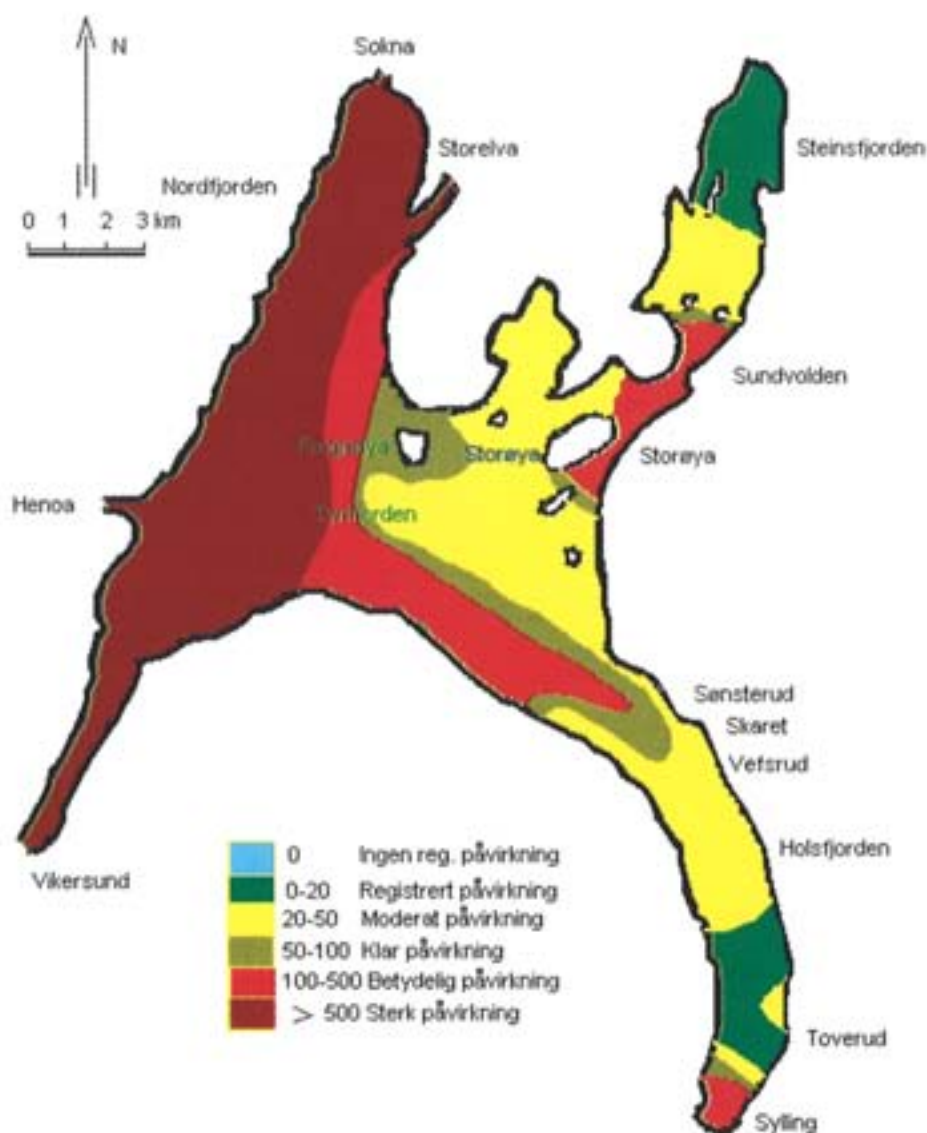 N
Sokna
Storelva
Steinsfjorden
Nordfjorden
0 1 2 3 km
Sundvolden
Storøya
Storøya
Henoa
Tyrifjorden
Sønsterud
Skaret
Vefsrud
Holsfjorden
Vikersund
0 Ingen reg. påvirkning
0-20 Registrert påvirkning
20-50 Moderat påvirkning
50-100 Klar påvirkning
100-500 Betydelig påvirkning
> 500 Sterk påvirkning
Toverud
Sylling